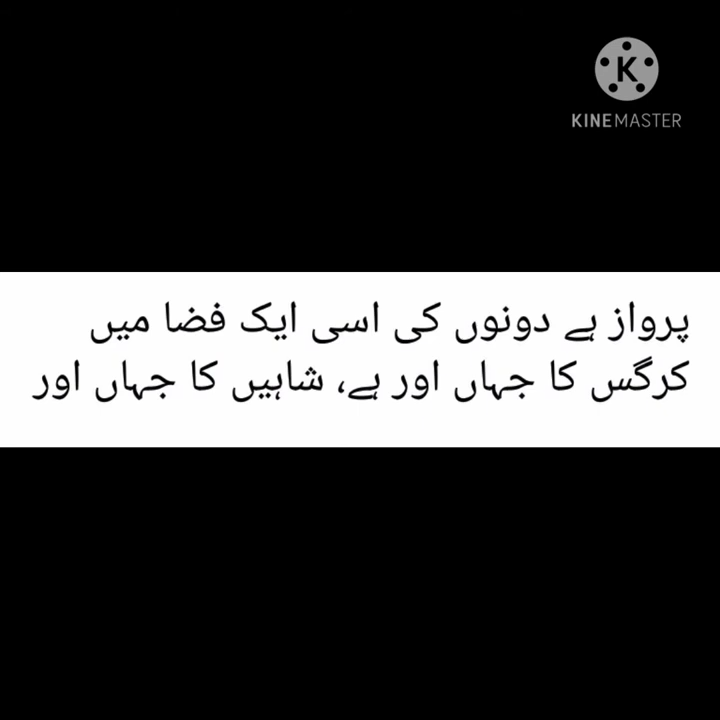 K
KINEMASTER
پرواز ہے دونوں کی اسی ایک فضا میں
کرگس کا جہاں اور ہے، شاہیں کا جہاں اور